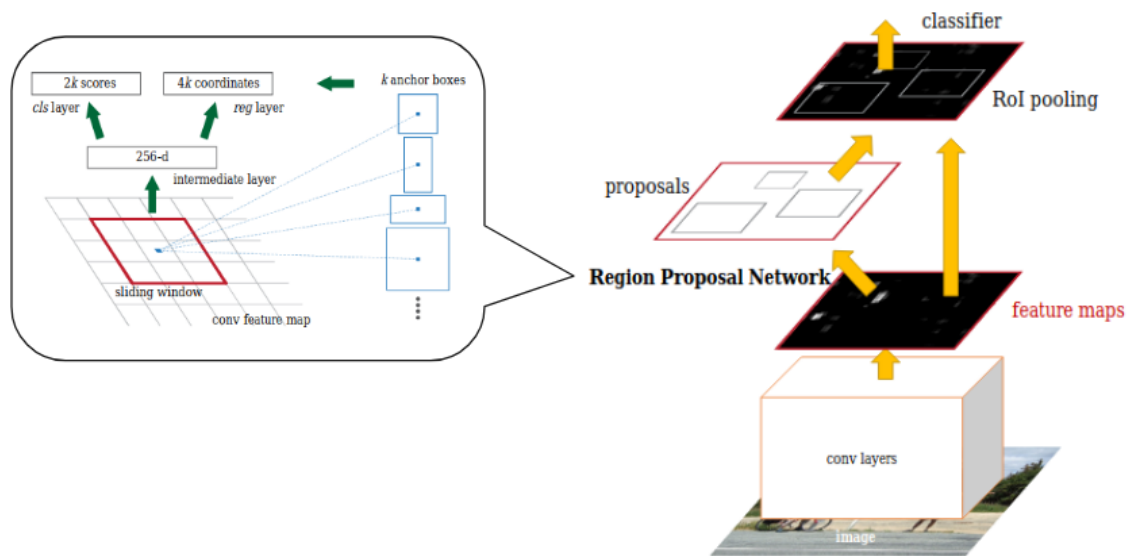 2k scores
4k coordinates
k anchor boxes
cls layer
reg layer
256-d
intermediate layer
sliding window
conv feature map
classifier
RoI pooling
proposals
Region Proposal Network
feature maps
conv layers
image